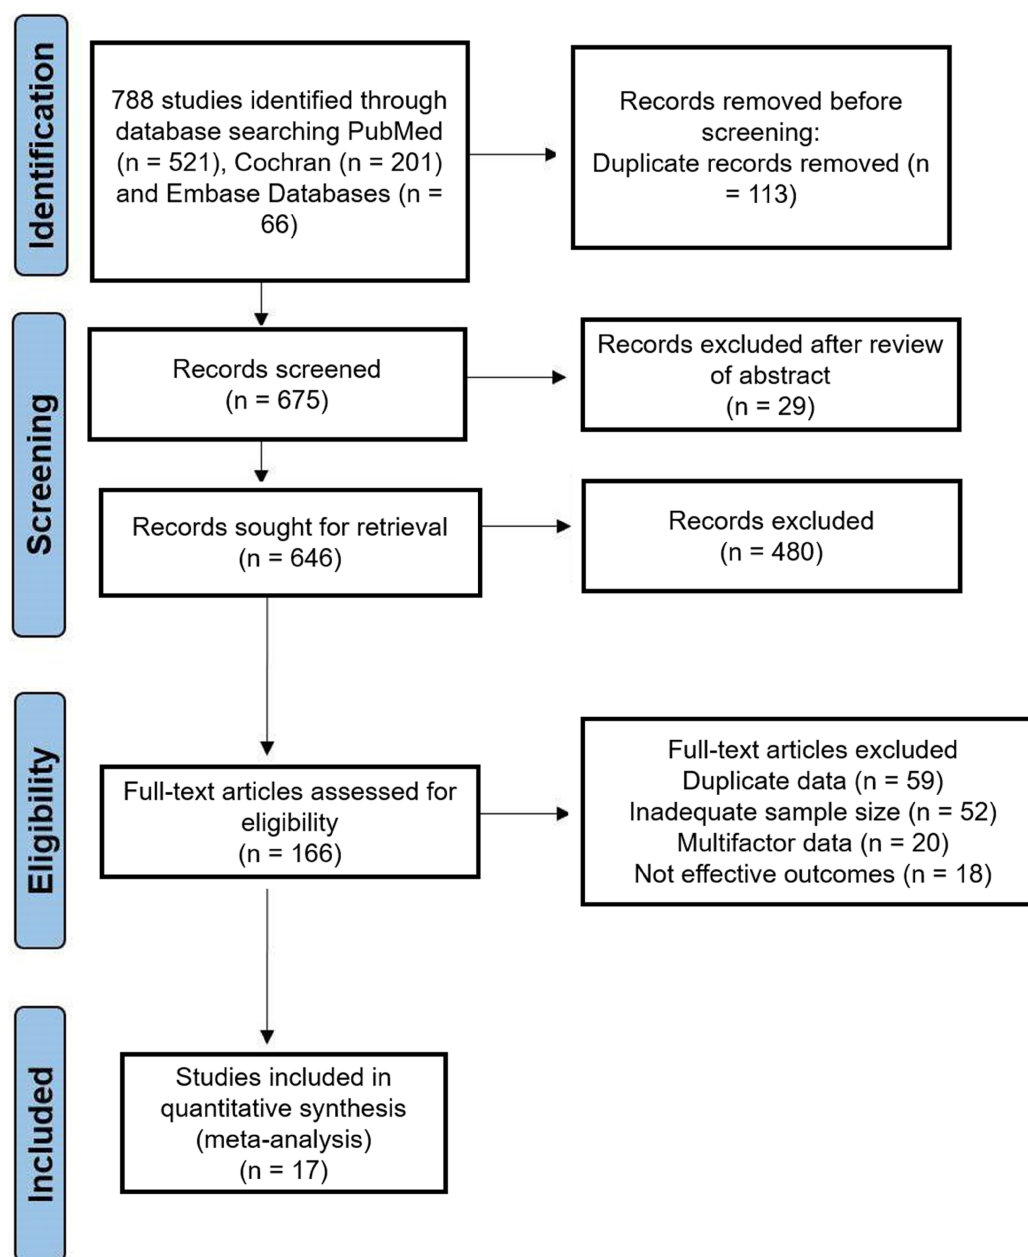 Identification
788 studies identified through
database searching PubMed
(n = 521), Cochran (n = 201)
and Embase Databases (n =
66)
Records removed before
screening:
Duplicate records removed (n
= 113)
Screening
Records screened
(n = 675)
Records excluded after review
of abstract
(n = 29)
Records sought for retrieval
(n = 646)
Records excluded
(n = 480)
Eligibility
Full-text articles assessed for
eligibility
(n = 166)
Full-text articles excluded
Duplicate data (n = 59)
Inadequate sample size (n = 52)
Multifactor data (n = 20)
Not effective outcomes (n = 18)
Included
Studies included in
quantitative synthesis
(meta-analysis)
(n = 17)